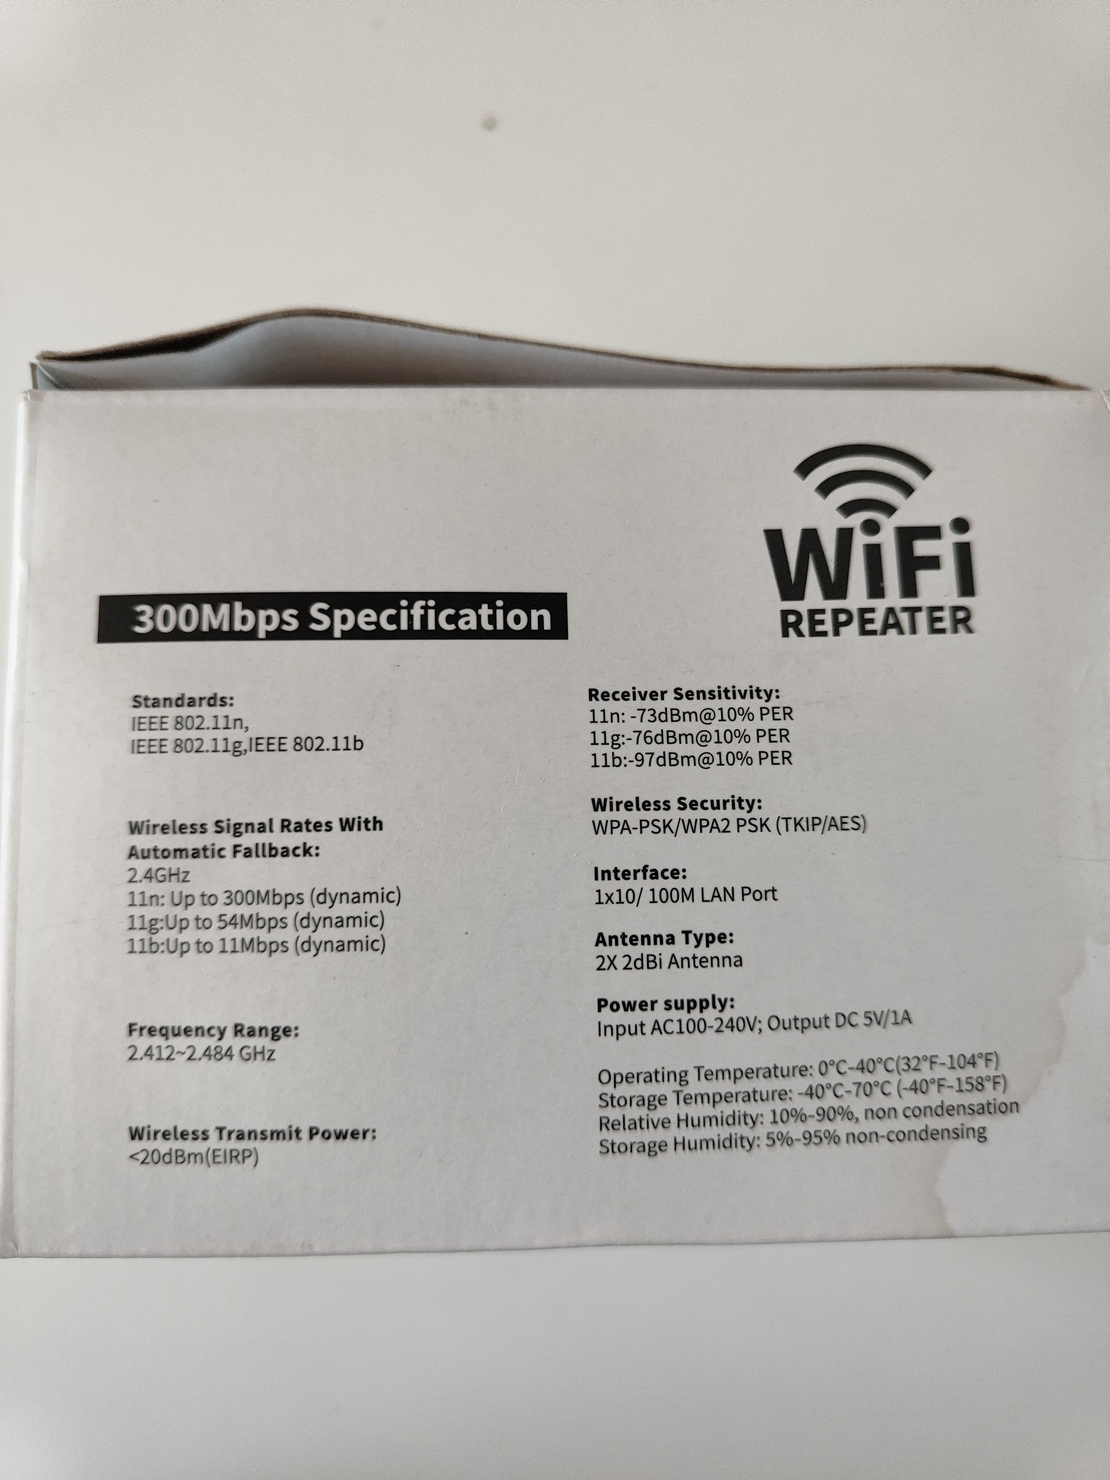 WiFi
REPEATER
300Mbps Specification
Standards:
IEEE 802.11n,
IEEE 802.11g,IEEE 802.11b
Wireless Signal Rates With
Automatic Fallback:
2.4GHz
11n: Up to 300Mbps (dynamic)
11g:Up to 54Mbps (dynamic)
11b:Up to 11Mbps (dynamic)
Frequency Range:
2.412~2.484 GHz
Wireless Transmit Power:
<20dBm(EIRP)
Receiver Sensitivity:
11n: -73dBm@10% PER
11g:-76dBm@10% PER
11b:-97dBm@10% PER
Wireless Security:
WPA-PSK/WPA2 PSK (TKIP/AES)
Interface:
1x10/ 100M LAN Port
Antenna Type:
2X 2dBi Antenna
Power supply:
Input AC100-240V; Output DC 5V/1A
Operating Temperature: 0°C-40°C(32°F-104°F)
Storage Temperature: -40°C-70°C (-40°F-158°F)
Relative Humidity: 10%-90%, non condensation
Storage Humidity: 5%-95% non-condensing